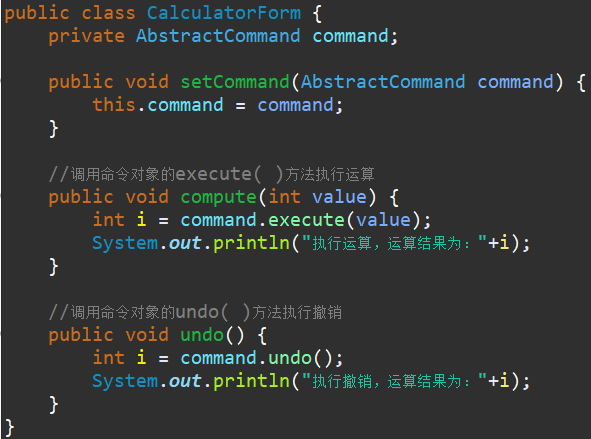 public class CalculatorForm {
    private AbstractCommand command;

    public void setCommand(AbstractCommand command) {
        this.command = command;
    }

    //调用命令对象的execute( )方法执行运算
    public void compute(int value) {
        int i = command.execute(value);
        System.out.println("执行运算，运算结果为："+i);
    }

    //调用命令对象的undo( )方法执行撤销
    public void undo() {
        int i = command.undo();
        System.out.println("执行撤销，运算结果为："+i);
    }
}